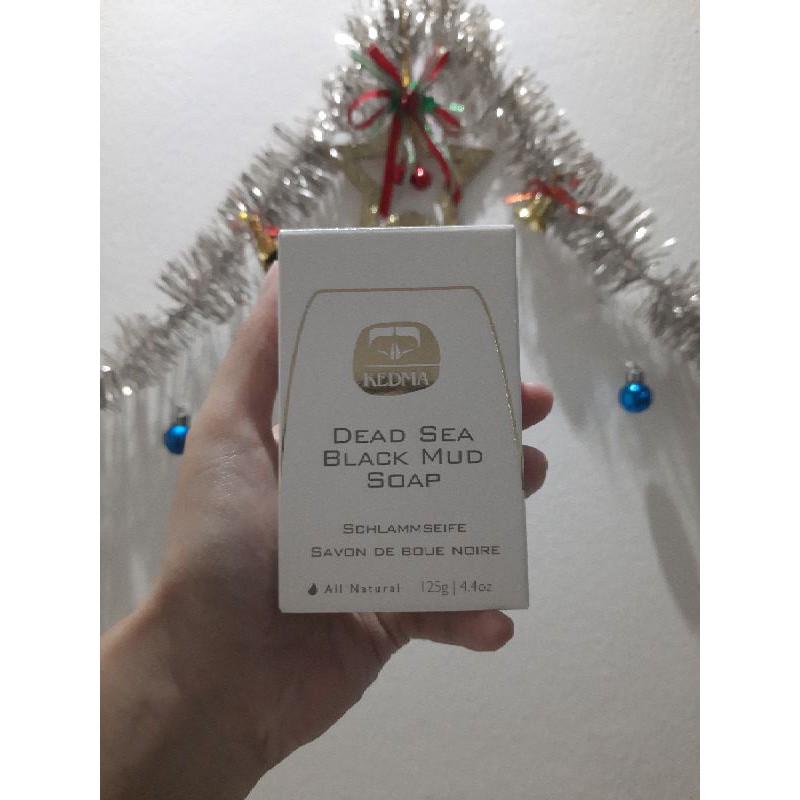 KEDMA
DEAD SEA
BLACK MUD
SOAP
SCHLAMMSEIFE
SAVON DE BOUE NOIRE
All Natural 125g | 4.4oz